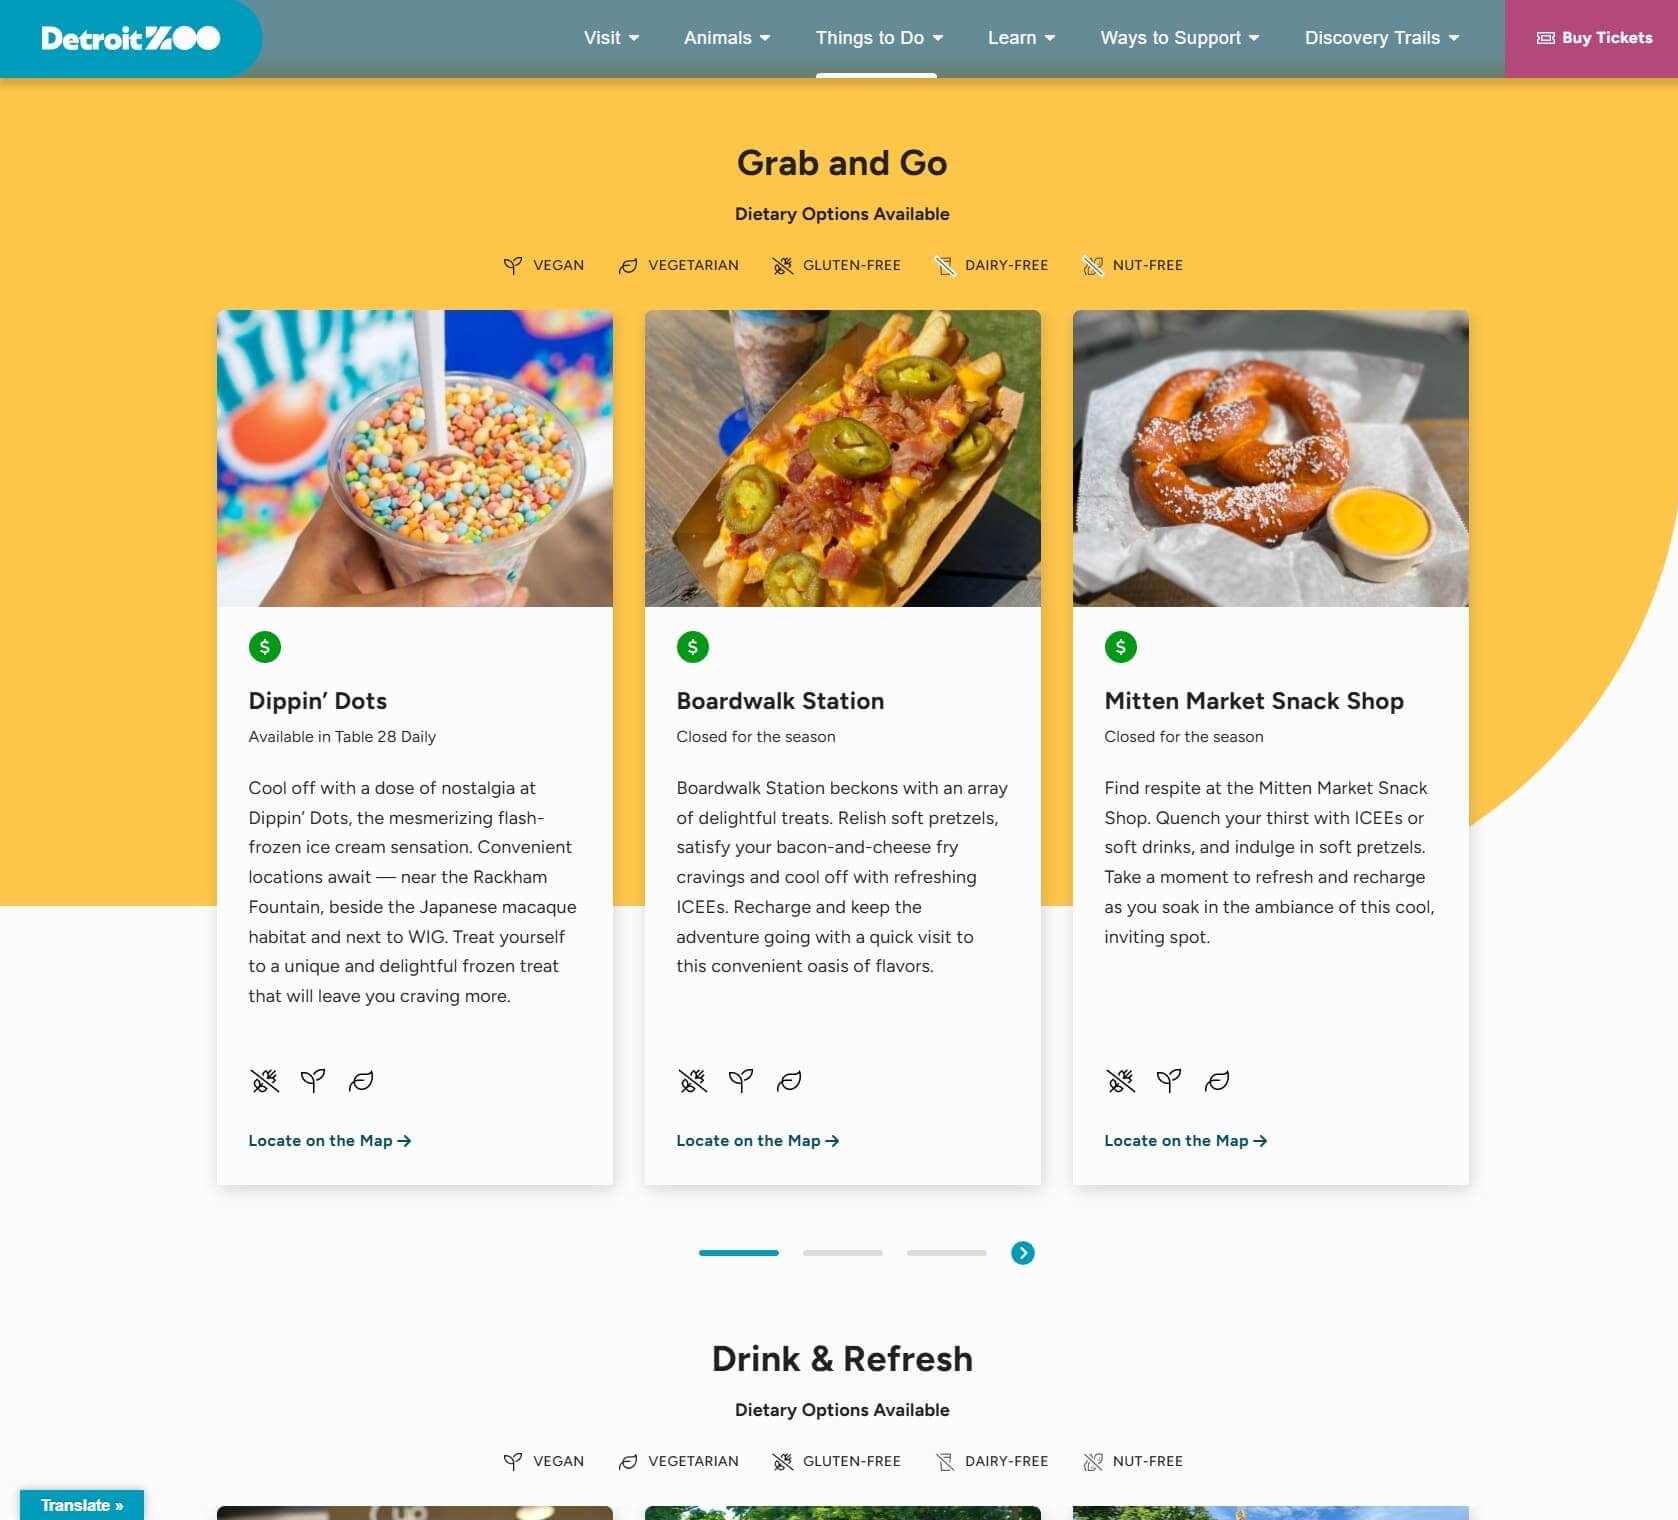 Detroit ZOO
Visit
Animals
Things to Do
Learn
Ways to Support
Discovery Trails
Buy Tickets
Grab and Go
Dietary Options Available
VEGAN
VEGETARIAN
GLUTEN-FREE
DAIRY-FREE
NUT-FREE
$
Dippin’ Dots
Available in Table 28 Daily
Cool off with a dose of nostalgia at
Dippin’ Dots, the mesmerizing flash-
frozen ice cream sensation. Convenient
locations await — near the Rackham
Fountain, beside the Japanese macaque
habitat and next to WIG. Treat yourself
to a unique and delightful frozen treat
that will leave you craving more.
Locate on the Map →
$
Boardwalk Station
Closed for the season
Boardwalk Station beckons with an array
of delightful treats. Relish soft pretzels,
satisfy your bacon-and-cheese fry
cravings and cool off with refreshing
ICEEs. Recharge and keep the
adventure going with a quick visit to
this convenient oasis of flavors.
Locate on the Map →
$
Mitten Market Snack Shop
Closed for the season
Find respite at the Mitten Market Snack
Shop. Quench your thirst with ICEEs or
soft drinks, and indulge in soft pretzels.
Take a moment to refresh and recharge
as you soak in the ambiance of this cool,
inviting spot.
Locate on the Map →
Drink & Refresh
Dietary Options Available
VEGAN
VEGETARIAN
GLUTEN-FREE
DAIRY-FREE
NUT-FREE
Translate »